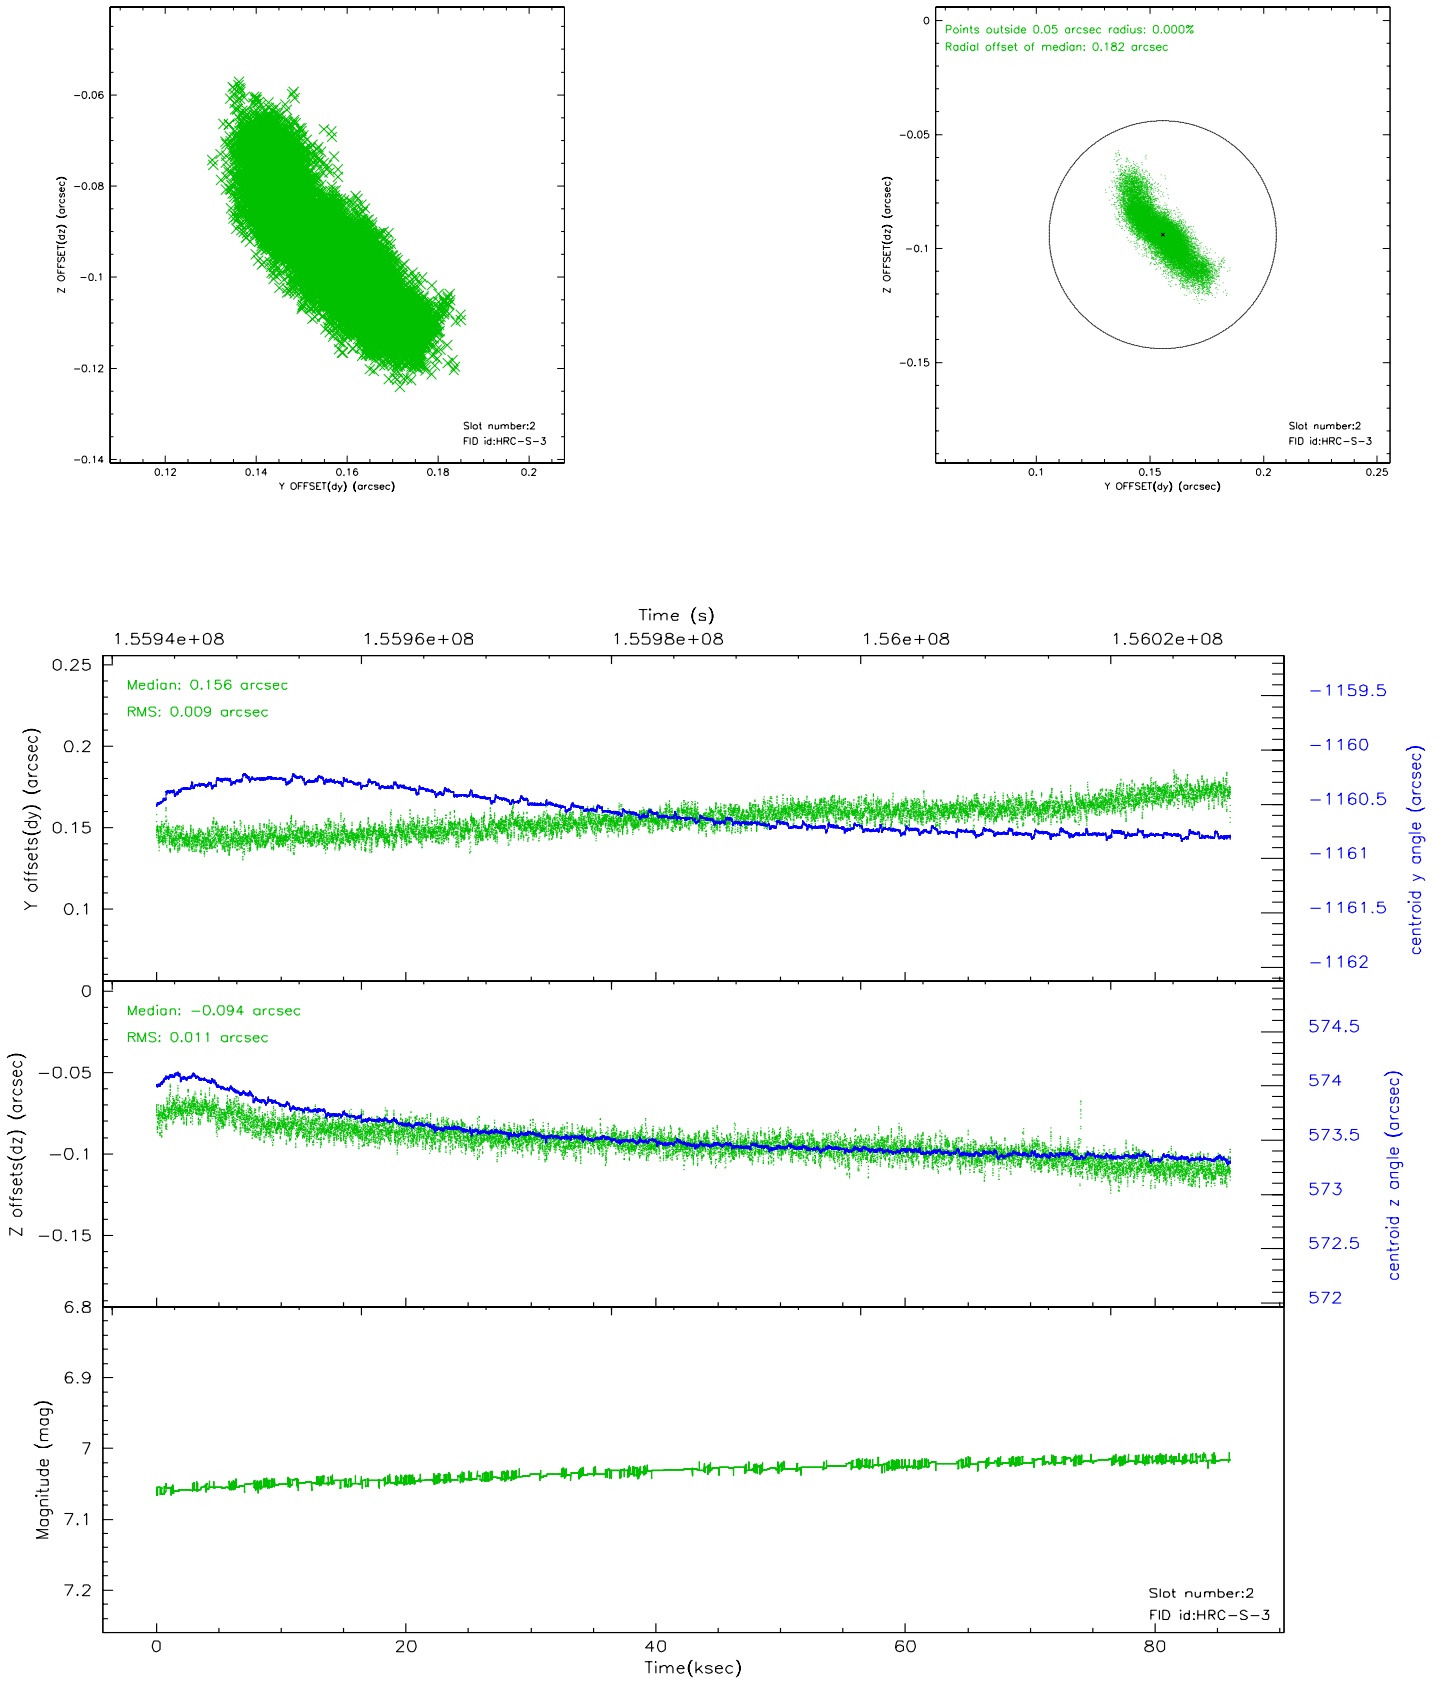 Z OFFSET(dz) (arcsec)
-0.06
-0.08
-0.1
-0.12
-0.14
0.12 0.14 0.16 0.18 0.2
Y OFFSET(dy) (arcsec)
Slot number:2
FID id:HRC-S-3
Points outside 0.05 arcsec radius: 0.000%
Radial offset of median: 0.182 arcsec
Z OFFSET(dz) (arcsec)
0
-0.05
-0.1
-0.15
0.1 0.15 0.2 0.25
Y OFFSET(dy) (arcsec)
Slot number:2
FID id:HRC-S-3
Time (s)
1.5594e+08 1.5596e+08 1.5598e+08 1.56e+08 1.5602e+08
Median: 0.156 arcsec
RMS: 0.009 arcsec
Y offsets(dy) (arcsec)
0.25
0.2
0.15
0.1
-1159.5
-1160
-1160.5
-1161
-1161.5
-1162
centroid y angle (arcsec)
Median: -0.094 arcsec
RMS: 0.011 arcsec
Z offsets(dz) (arcsec)
0
-0.05
-0.1
-0.15
574.5
574
573.5
573
572.5
572
centroid z angle (arcsec)
Magnitude (mag)
6.8
6.9
7
7.1
7.2
Slot number:2
FID id:HRC-S-3
0 20 40 60 80
Time(ksec)